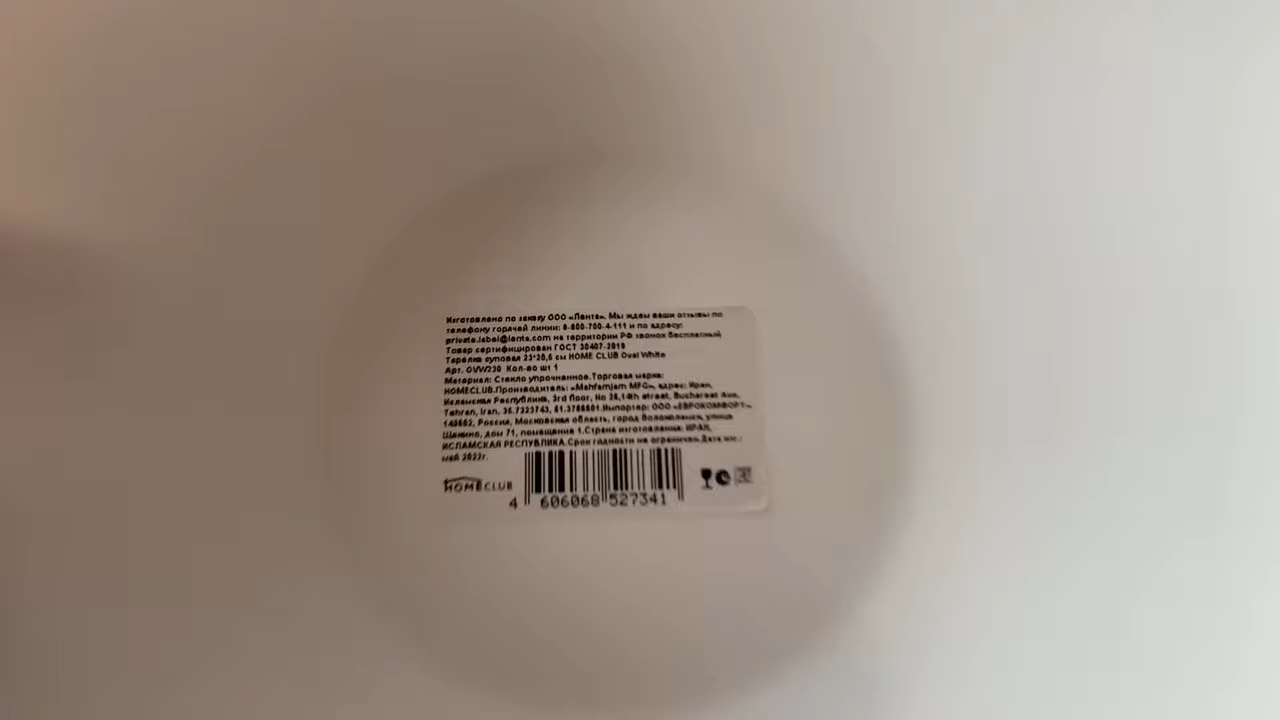 Изготовлено по заказу ООО «Лента». Мы ждем ваши отзывы по
телефону горячей линии: 8-800-700-4-111 и по адресу:
private.label@lenta.com на территории РФ звонок бесплатный
Товар сертифицирован ГОСТ 30407-2019
Тарелка суповая 23*20,5 см HOME CLUB Oval White
Арт. OVW230 Кол-во шт 1
Материал: Стекло упрочненное.Торговая марка:
HOMECLUB.Производитель: «Mahfamjam MFG», адрес: Иран,
Исламская Республика, 3rd floor, No 26,14th street, Bucharest Ave,
Tehran, Iran, 35.7323743, 51.3788801.Импортер: ООО «ЕВРОКОМФОРТ»,
143602, Россия, Московская область, город Волоколамск, улица
Щекино, дом 71, помещение 1.Страна изготовления: ИРАН,
ИСЛАМСКАЯ РЕСПУБЛИКА.Срок годности не ограничен.Дата изг.:
май 2022г.
HOMECLUB
4 606068 527341